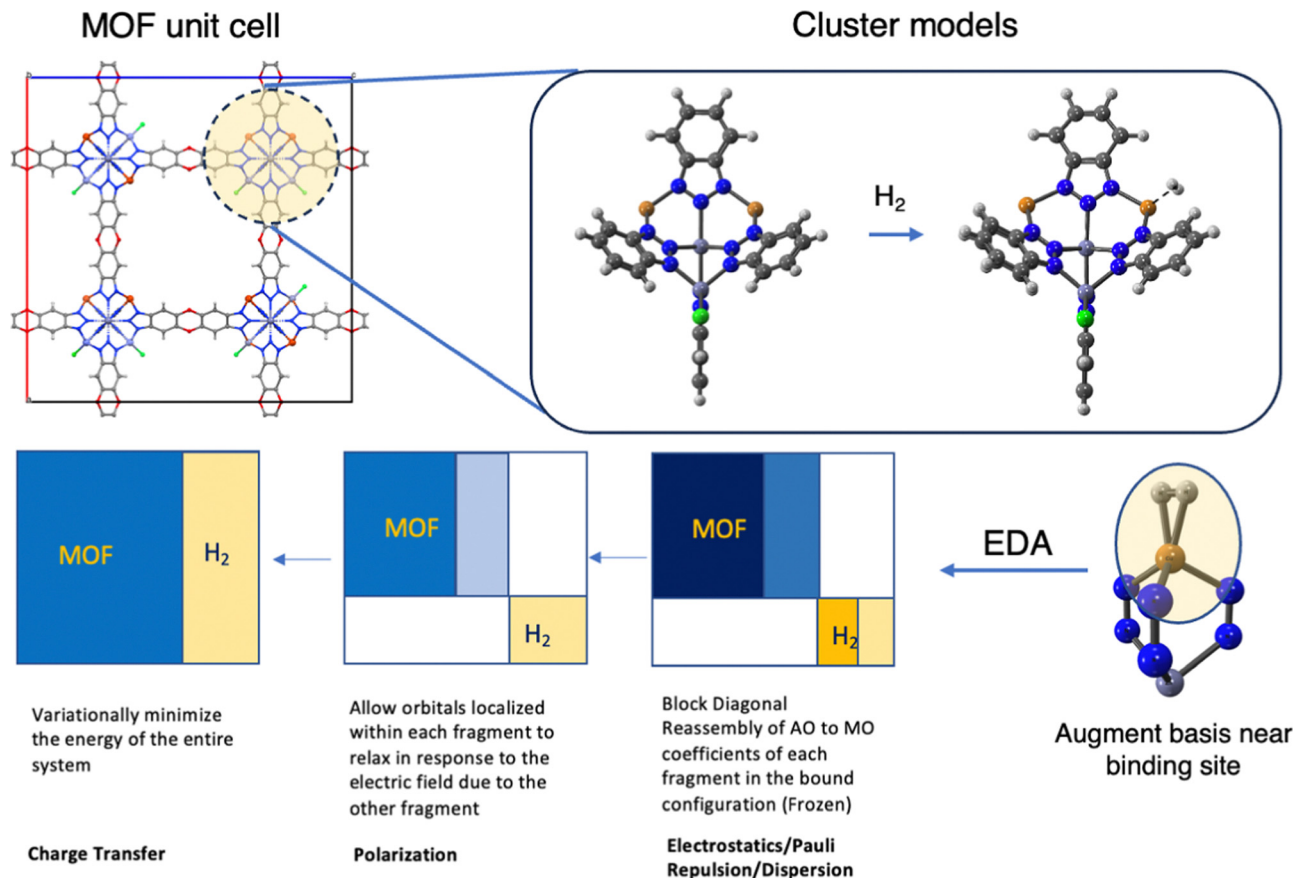 MOF unit cell
Cluster models
H₂
MOF
H₂
MOF
H₂
MOF
H₂
EDA
Variationally minimize
the energy of the entire
system
Charge Transfer
Allow orbitals localized
within each fragment to
relax in response to the
electric field due to the
other fragment
Polarization
Block Diagonal
Reassembly of AO to MO
coefficients of each
fragment in the bound
configuration (Frozen)
Electrostatics/Pauli
Repulsion/Dispersion
Augment basis near
binding site